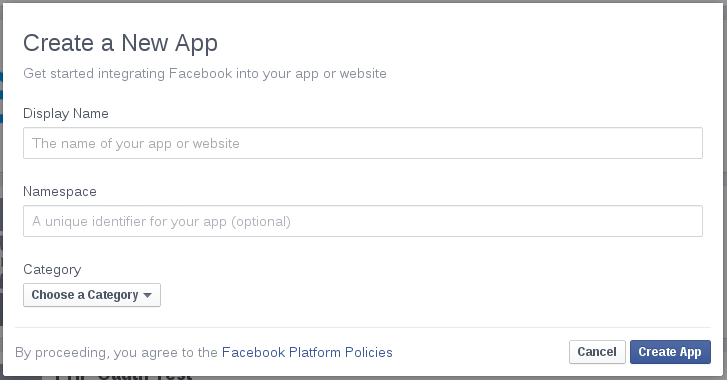 Create a New App
Get started integrating Facebook into your app or website
Display Name
The name of your app or website
Namespace
A unique identifier for your app (optional)
Category
Choose a Category
By proceeding, you agree to the Facebook Platform Policies
Cancel Create App